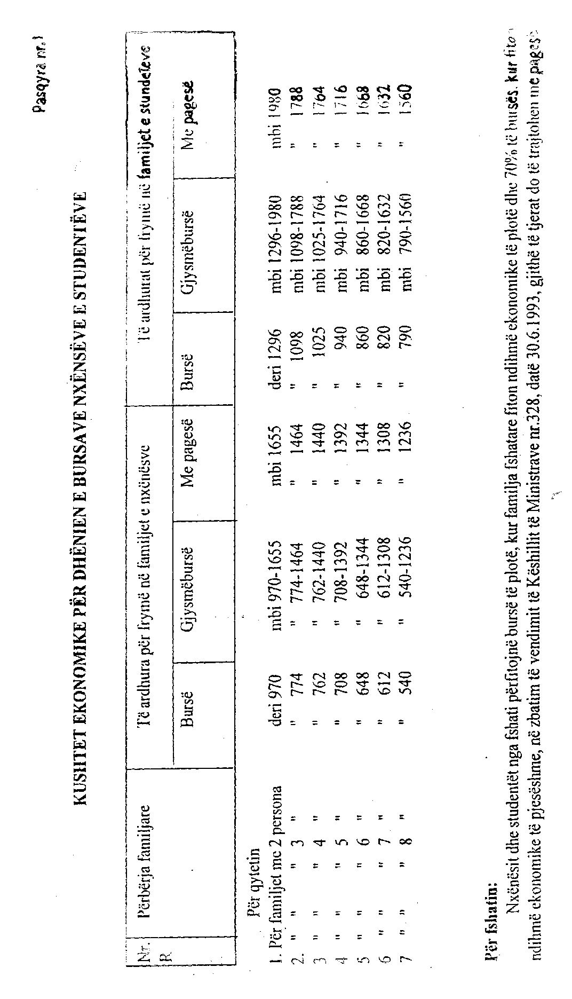 Pasqyra nr.1
KUSHTET EKONOMIKE PËR DHËNIEN E BURSAVE NXËNSËVE E STUDENTËVE
Nr. Përbërja familjare Të ardhura për frymë në familjet e nxënësve Të ardhurat për frymë në familjet e stundeteve
R. Bursë Gjysmëbursë Me pagesë Bursë Gjysmëbursë Me pagesë
Për qytetin
1. Për familjet me 2 persona deri 970 mbi 970-1655 mbi 1655 deri 1296 mbi 1296-1980 mbi 1980
2. " " " 3 " " 774 " 774-1464 " 1464 " 1098 mbi 1098-1788 " 1788
3 " " " 4 " " 762 " 762-1440 " 1440 " 1025 mbi 1025-1764 " 1764
4 " " " 5 " " 708 " 708-1392 " 1392 " 940 mbi 940-1716 " 1716
5 " " " 6 " " 648 " 648-1344 " 1344 " 860 mbi 860-1668 " 1668
6 " " " 7 " " 612 " 612-1308 " 1308 " 820 mbi 820-1632 " 1632
7 " " " 8 " " 540 " 540-1236 " 1236 " 790 mbi 790-1560 " 1560
Për fshatin:
Nxënësit dhe studentët nga fshati përfitojnë bursë të plotë, kur familja fshatare fiton ndihmë ekonomike të plotë dhe 70% të bursës, kur fiton
ndihmë ekonomike të pjesëshme, në zbatim të vendimit të Këshillit të Ministrave nr.328, datë 30.6.1993, gjithë të tjerat do të trajtohen me pagesë